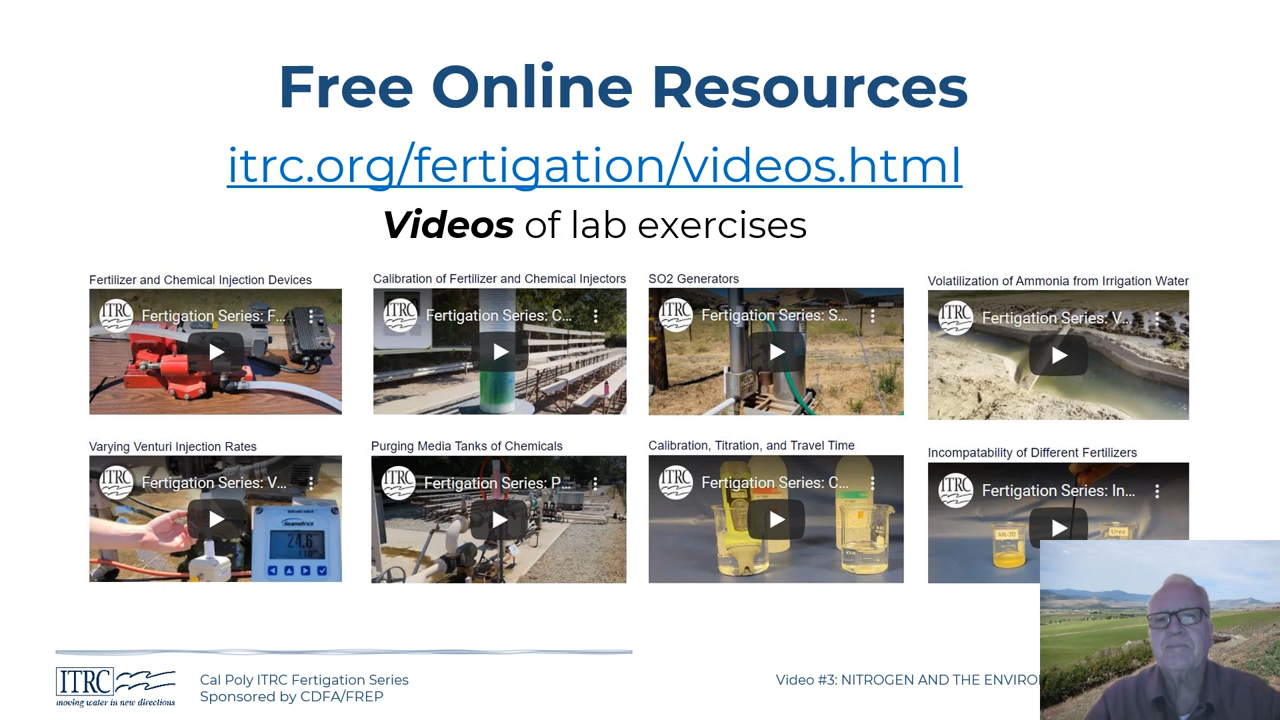 Free Online Resources
itrc.org/fertigation/videos.html
Videos of lab exercises
Fertilizer and Chemical Injection Devices
Calibration of Fertilizer and Chemical Injectors
SO2 Generators
Volatilization of Ammonia from Irrigation Water
ITRC Fertigation Series: F...
ITRC Fertigation Series: C...
ITRC Fertigation Series: S...
ITRC Fertigation Series: V...
Varying Venturi Injection Rates
Purging Media Tanks of Chemicals
Calibration, Titration, and Travel Time
Incompatability of Different Fertilizers
ITRC Fertigation Series: V...
ITRC Fertigation Series: P...
ITRC Fertigation Series: C...
ITRC Fertigation Series: In...
Seametrics
24.6
AN-20
Urea
ITRC
moving water in new directions
Cal Poly ITRC Fertigation Series
Sponsored by CDFA/FREP
Video #3: NITROGEN AND THE ENVIRO